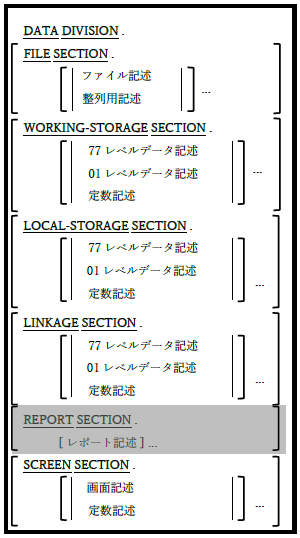 DATA DIVISION .
FILE SECTION .
ファイル記述
整列用記述
...
WORKING-STORAGE SECTION .
77 レベルデータ記述
01 レベルデータ記述
...
定数記述
LOCAL-STORAGE SECTION .
77 レベルデータ記述
01 レベルデータ記述
...
定数記述
LINKAGE SECTION .
77 レベルデータ記述
01 レベルデータ記述
...
定数記述
REPORT SECTION .
[ レポート記述 ] ...
SCREEN SECTION .
画面記述
...
定数記述